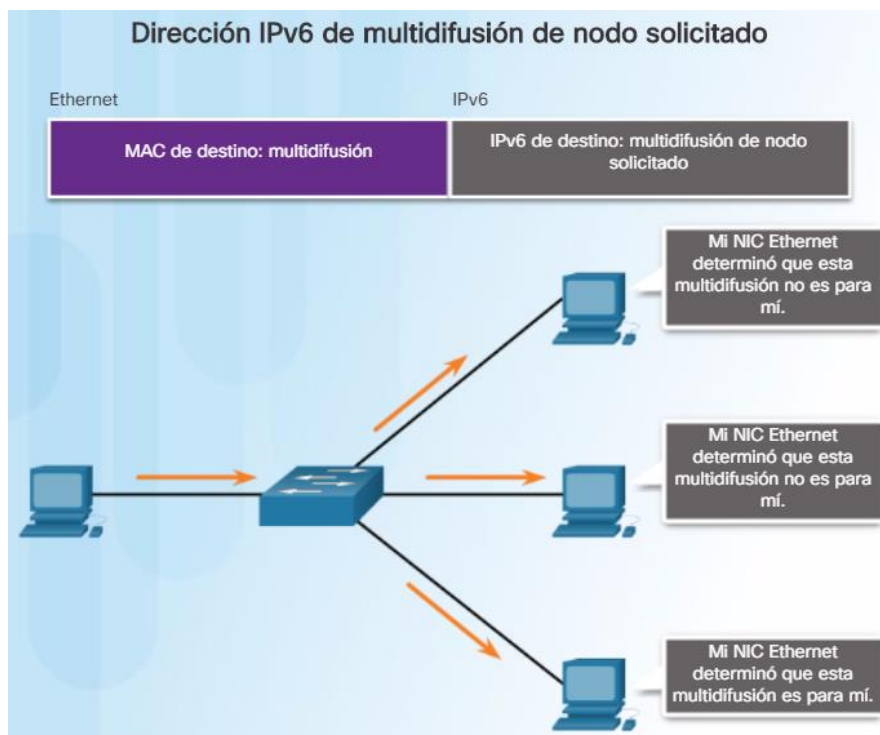 Dirección IPv6 de multidifusión de nodo solicitado
Ethernet
IPv6
MAC de destino: multidifusión
IPv6 de destino: multidifusión de nodo
solicitado
Mi NIC Ethernet
determinó que esta
multidifusión no es para
mí.
Mi NIC Ethernet
determinó que esta
multidifusión no es para
mí.
Mi NIC Ethernet
determinó que esta
multidifusión es para mí.